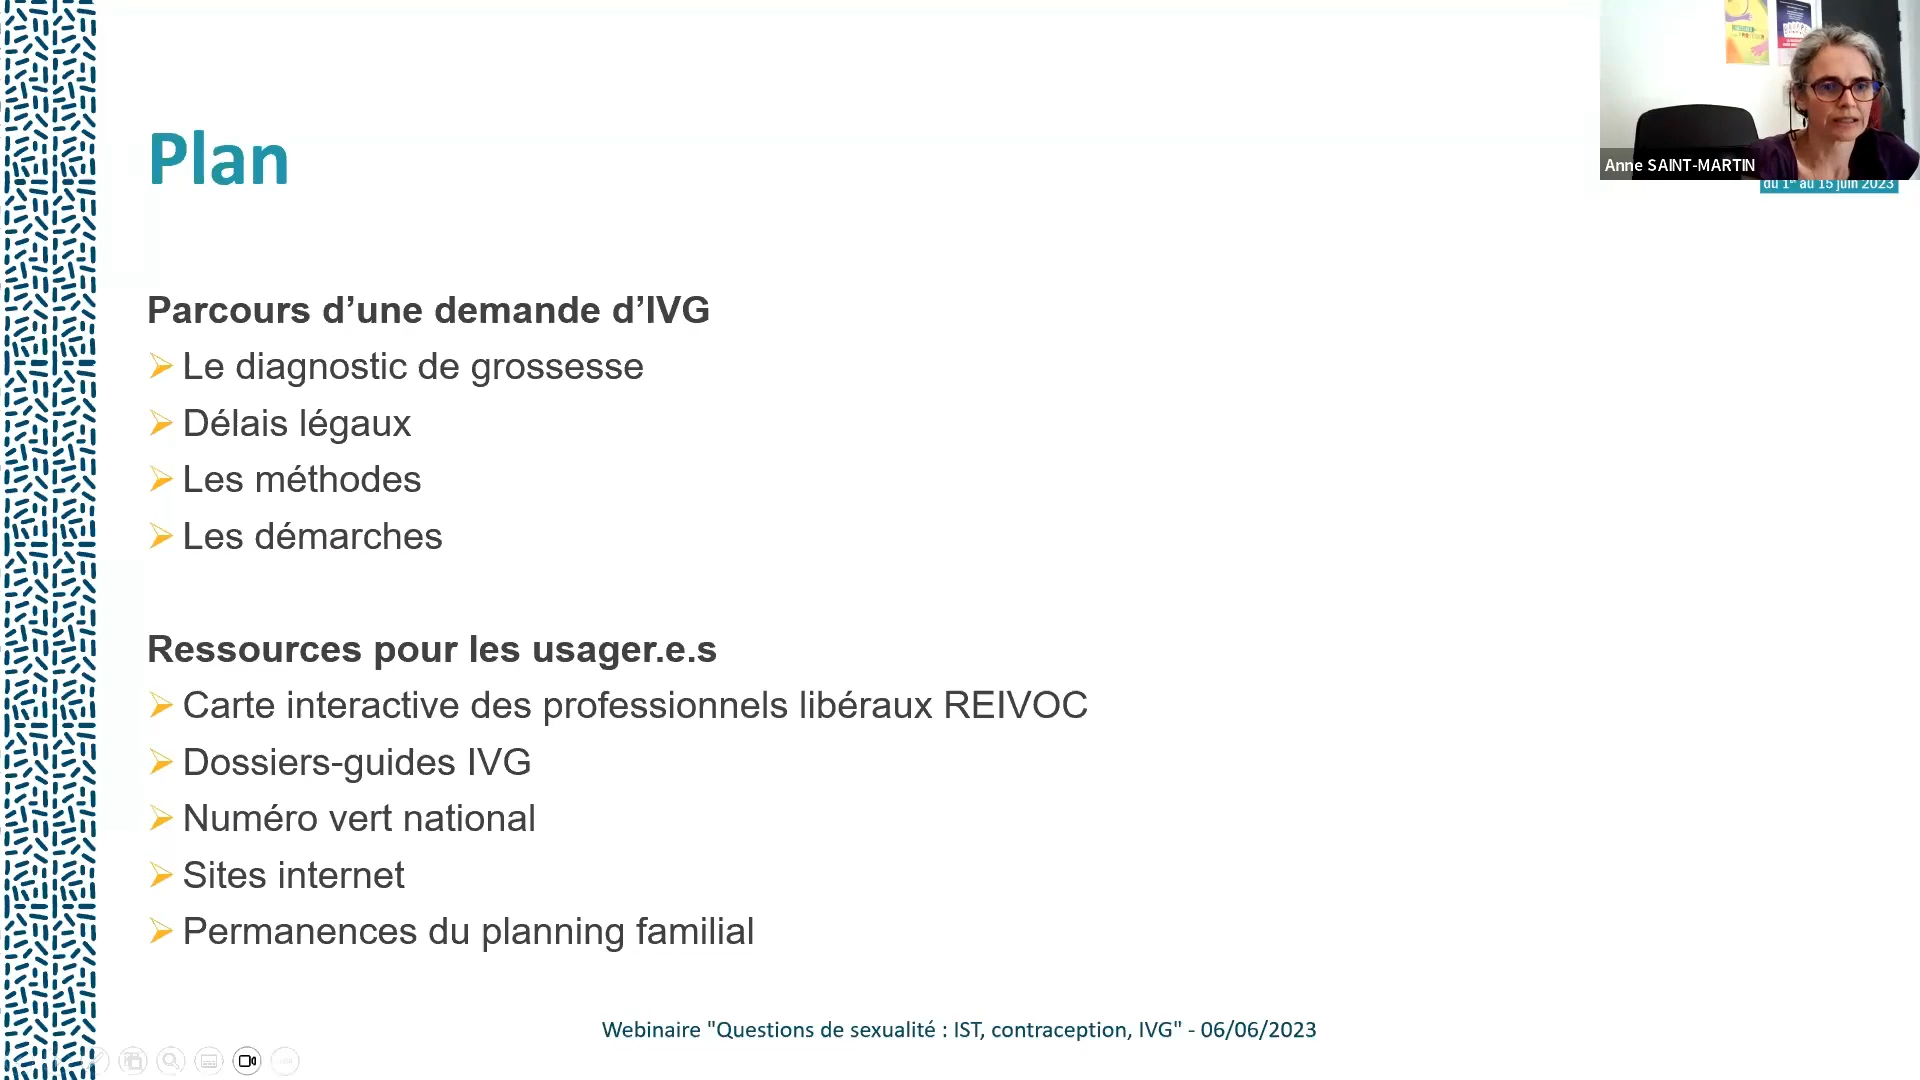 Plan
Anne SAINT-MARTIN
du 1er au 15 juin 2023
Parcours d’une demande d’IVG
Le diagnostic de grossesse
Délais légaux
Les méthodes
Les démarches
Ressources pour les usager.e.s
Carte interactive des professionnels libéraux REIVOC
Dossiers-guides IVG
Numéro vert national
Sites internet
Permanences du planning familial
Webinaire "Questions de sexualité : IST, contraception, IVG" - 06/06/2023